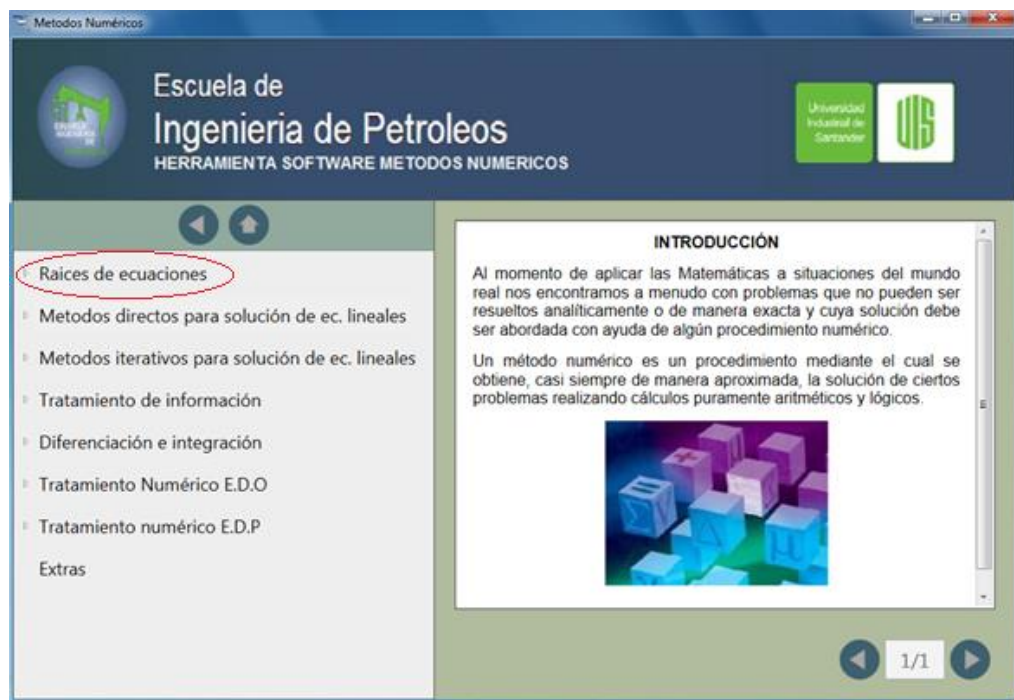 Metodos Numéricos
Escuela de
Ingenieria de Petroleos
HERRAMIENTA SOFTWARE METODOS NUMERICOS
Universidad
Industrial de
Santander
UIS
Raices de ecuaciones
Metodos directos para solución de ec. lineales
Metodos iterativos para solución de ec. lineales
Tratamiento de información
Diferenciación e integración
Tratamiento Numérico E.D.O
Tratamiento numérico E.D.P
Extras
INTRODUCCIÓN
Al momento de aplicar las Matemáticas a situaciones del mundo
real nos encontramos a menudo con problemas que no pueden ser
resueltos analíticamente o de manera exacta y cuya solución debe
ser abordada con ayuda de algún procedimiento numérico.
Un método numérico es un procedimiento mediante el cual se
obtiene, casi siempre de manera aproximada, la solución de ciertos
problemas realizando cálculos puramente aritméticos y lógicos.
1/1